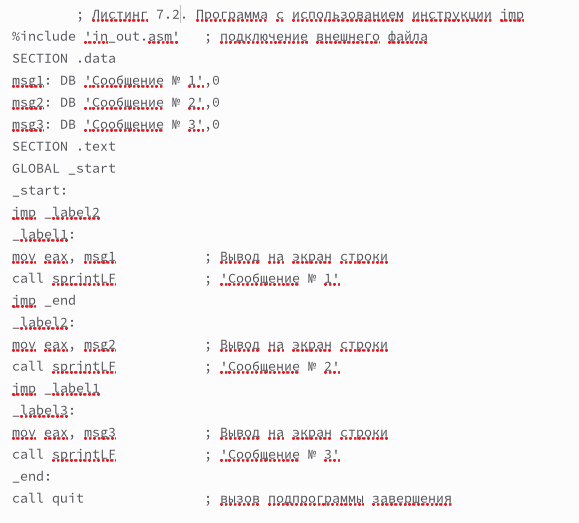 ; Листинг 7.2. Программа с использованием инструкции jmp
%include 'in_out.asm' ; подключение внешнего файла
SECTION .data
msg1: DB 'Сообщение № 1',0
msg2: DB 'Сообщение № 2',0
msg3: DB 'Сообщение № 3',0
SECTION .text
GLOBAL _start
_start:
jmp _label2
_label1:
mov eax, msg1 ; Вывод на экран строки
call sprintLF ; 'Сообщение № 1'
jmp _end
_label2:
mov eax, msg2 ; Вывод на экран строки
call sprintLF ; 'Сообщение № 2'
jmp _label1
_label3:
mov eax, msg3 ; Вывод на экран строки
call sprintLF ; 'Сообщение № 3'
_end:
call quit ; вызов подпрограммы завершения